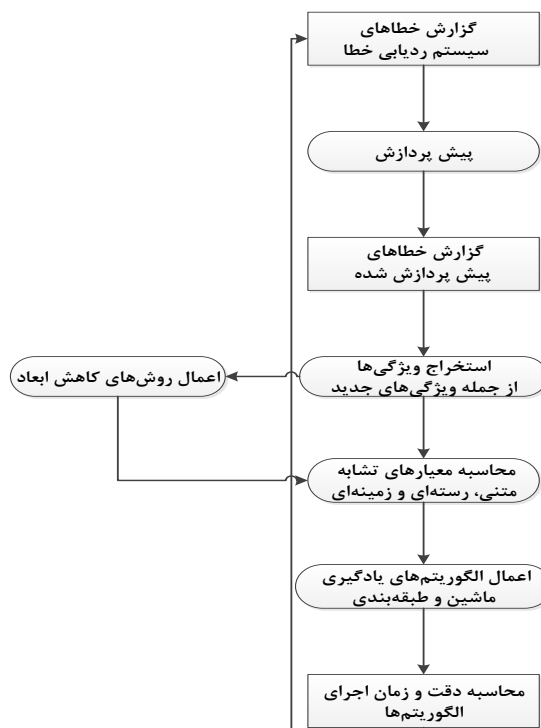 گزارش خطاهای
سیستم ردیابی خطا
پیش پردازش
گزارش خطاهای
پیش پردازش شده
استخراج ویژگی‌ها
از جمله ویژگی‌های جدید
اعمال روش‌های کاهش ابعاد
محاسبه معیارهای تشابه
متنی، رسته‌ای و زمینه‌ای
اعمال الگوریتم‌های یادگیری
ماشین و طبقه‌بندی
محاسبه دقت و زمان اجرای
الگوریتم‌ها